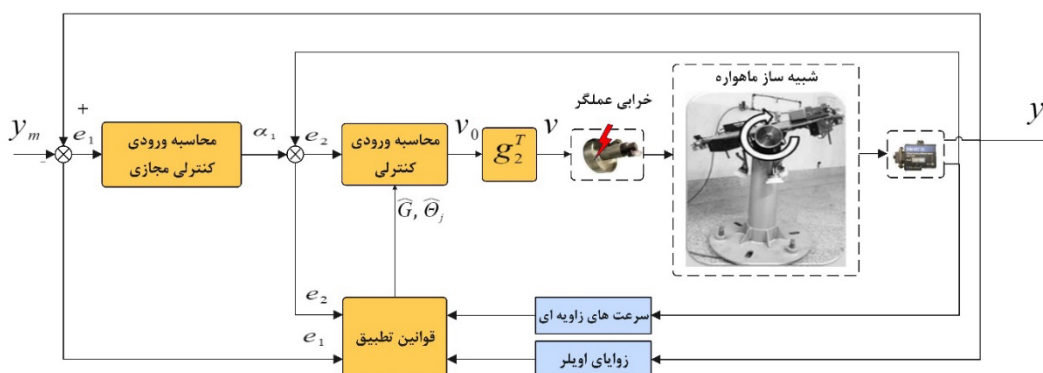 شبیه ساز ماهواره
خرابی عملگر
y
y_m
+
-
e_1
محاسبه ورودی
کنترلی مجازی
α_1
e_2
محاسبه ورودی
کنترلی
v_0
g_2^T
v
Ĝ, Θ̂_j
e_2
e_1
قوانین تطبیق
سرعت های زاویه ای
زوایای اویلر